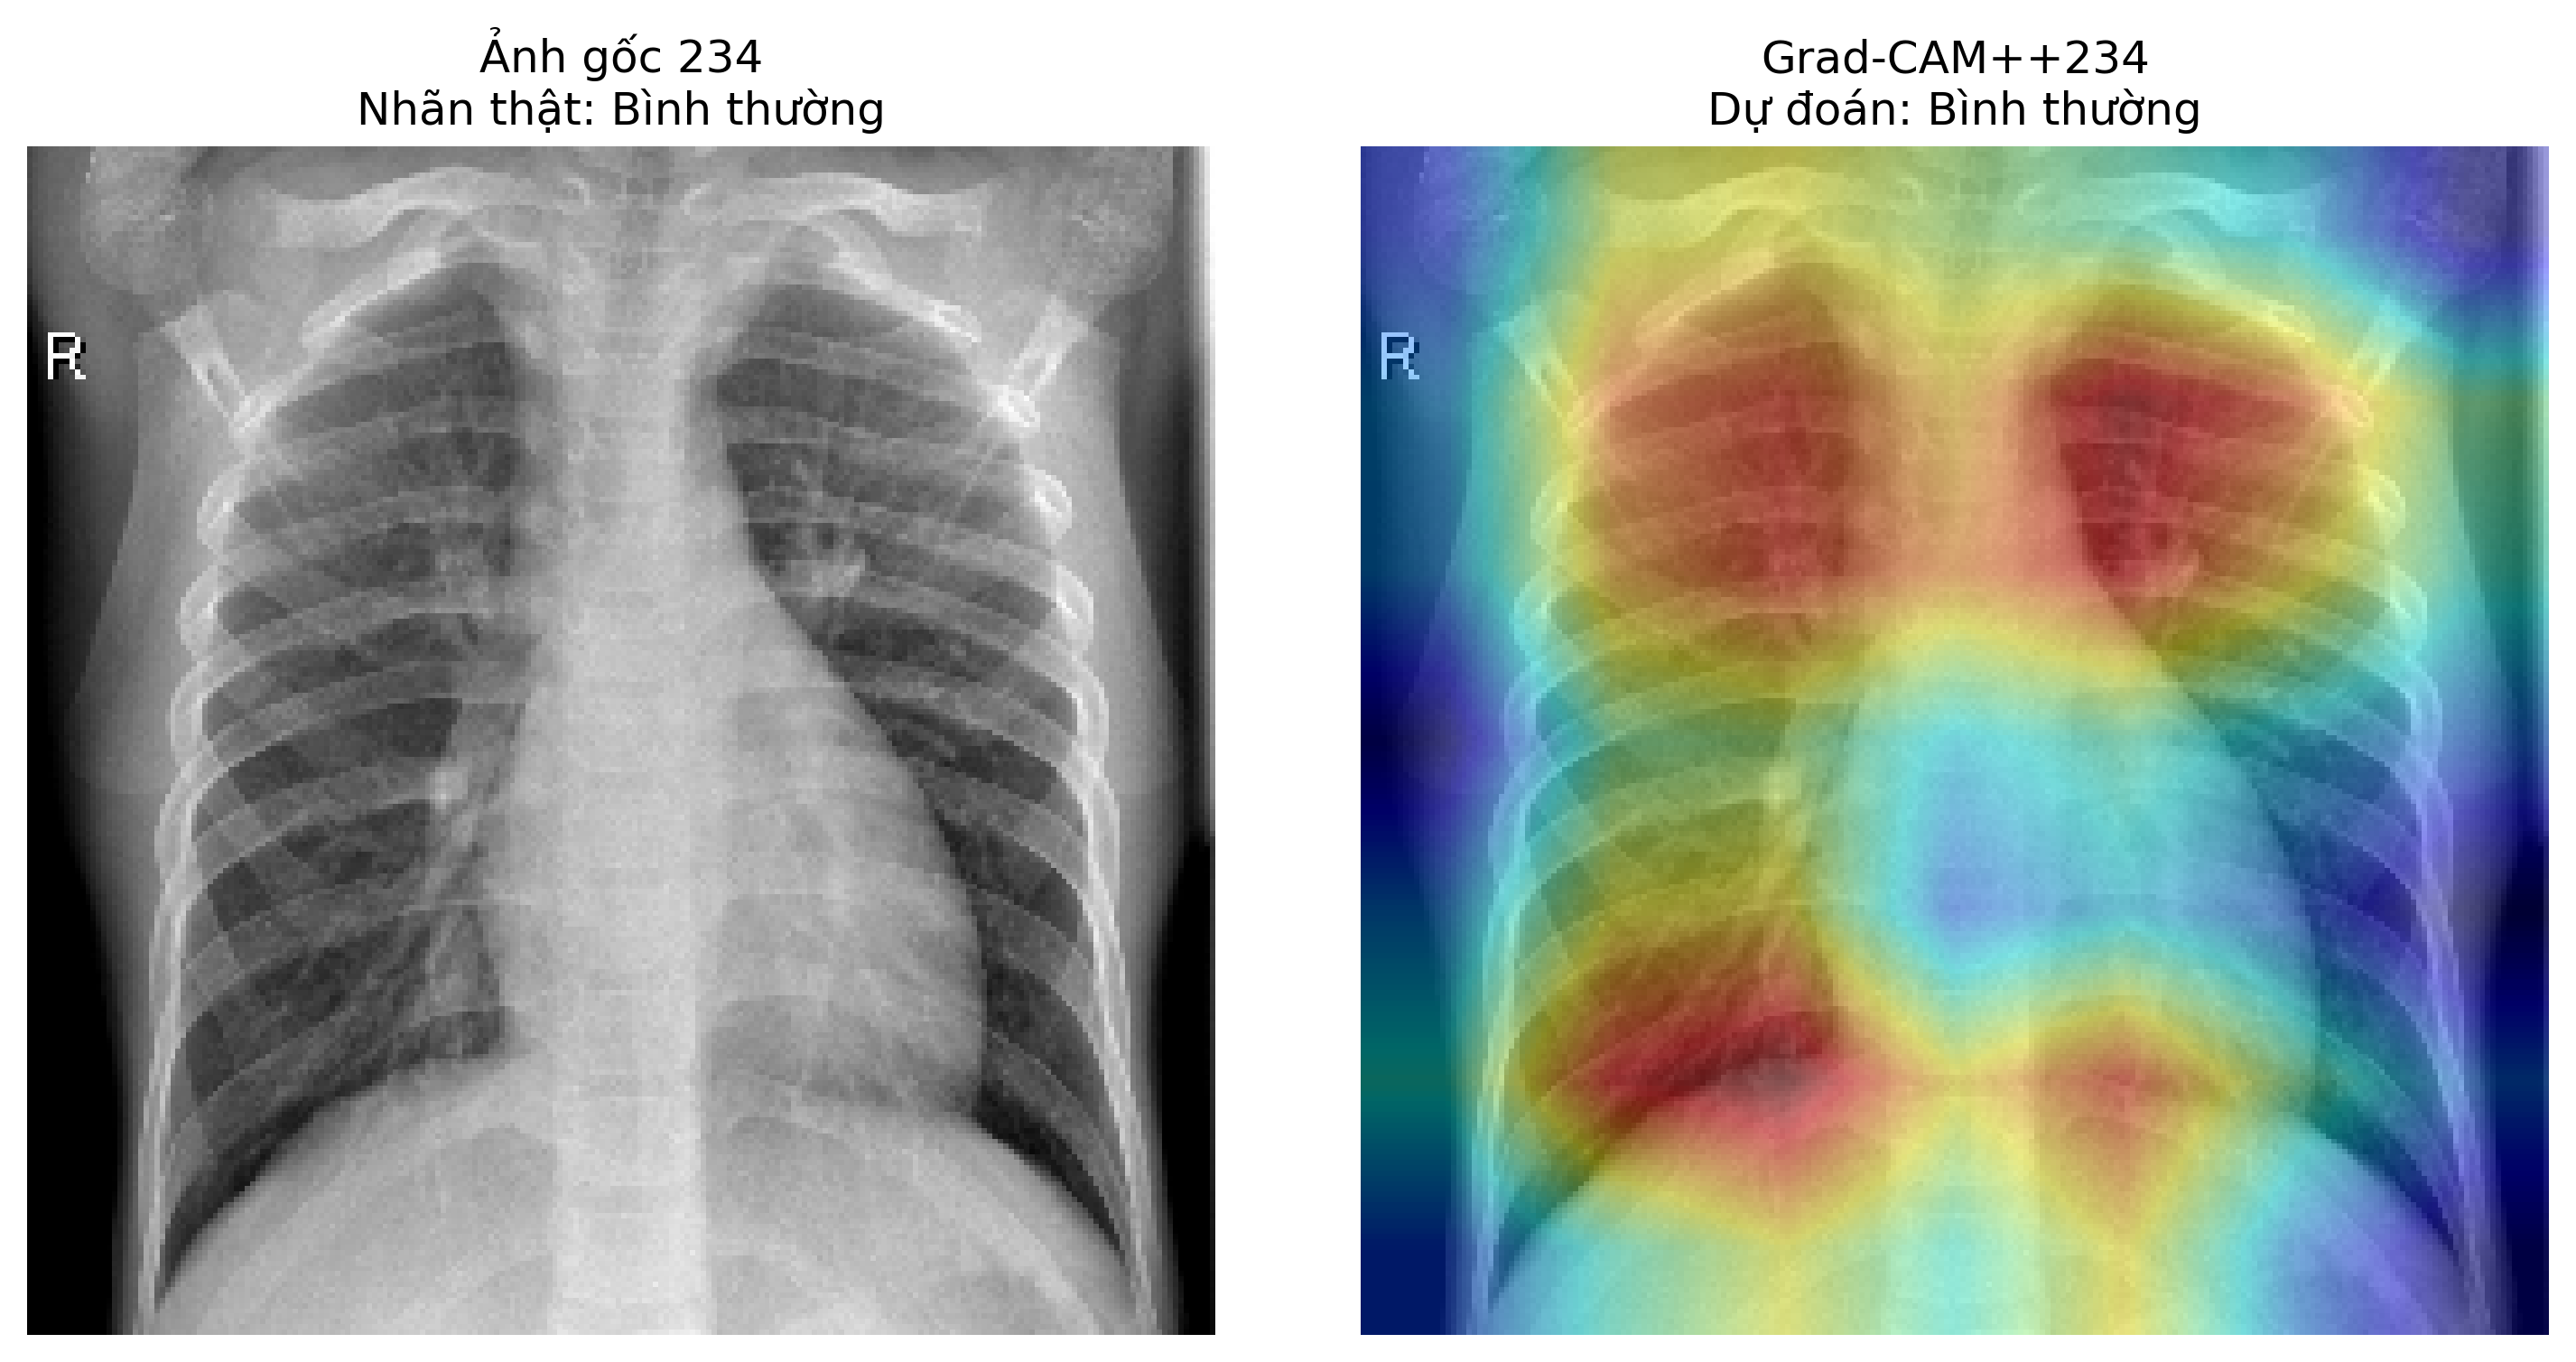 Ảnh gốc 234
Nhãn thật: Bình thường
Grad-CAM++234
Dự đoán: Bình thường
R
R